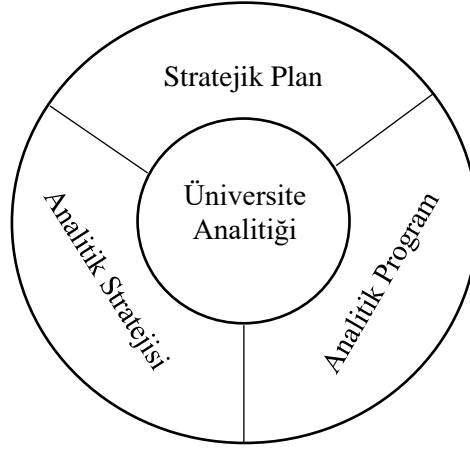 Stratejik Plan
Üniversite
Analitiği
Analitik Stratejisi
Analitik Program